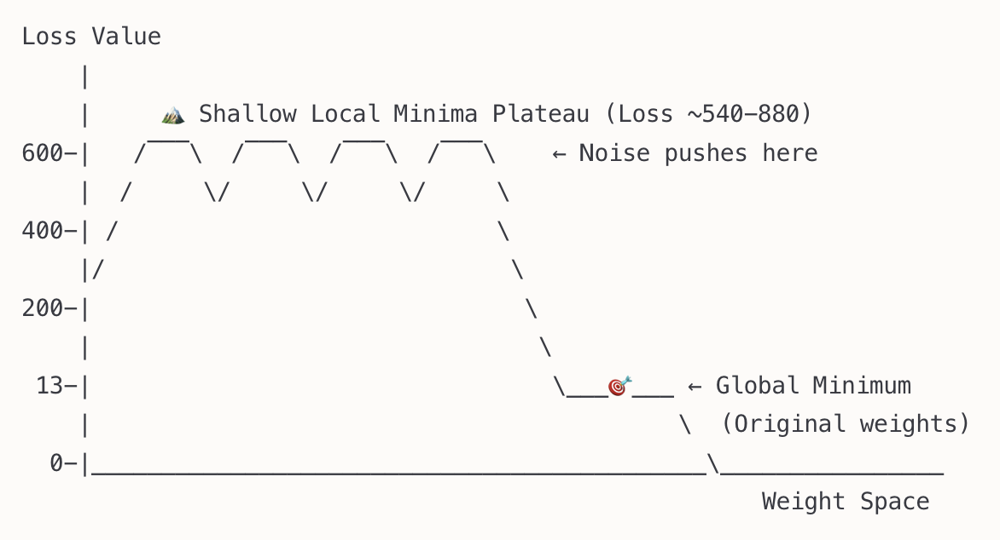 Loss Value
⛰️ Shallow Local Minima Plateau (Loss ~540–880)
600– ← Noise pushes here
400–
200–
13– 🎯 ← Global Minimum
(Original weights)
0–
Weight Space